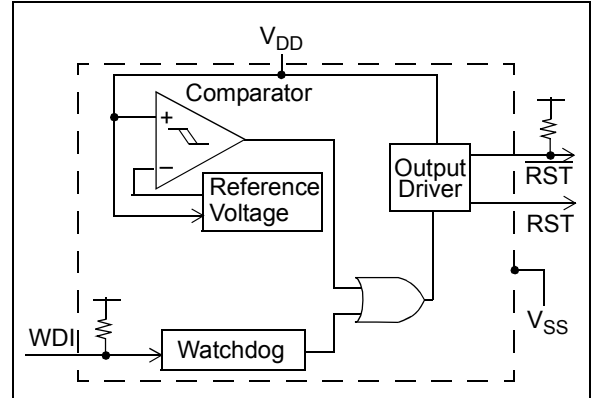 VDD
Comparator
+
−
Reference
Voltage
Output
Driver
RST
RST
VSS
WDI
Watchdog